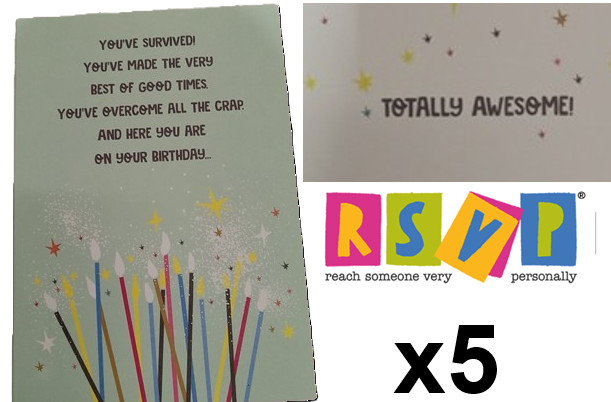 YOU'VE SURVIVED!
YOU'VE MADE THE VERY
BEST OF GOOD TIMES.
YOU'VE OVERCOME ALL THE CRAP.
AND HERE YOU ARE
ON YOUR BIRTHDAY...
TOTALLY AWESOME!
RSVP®
reach someone very personally
x5